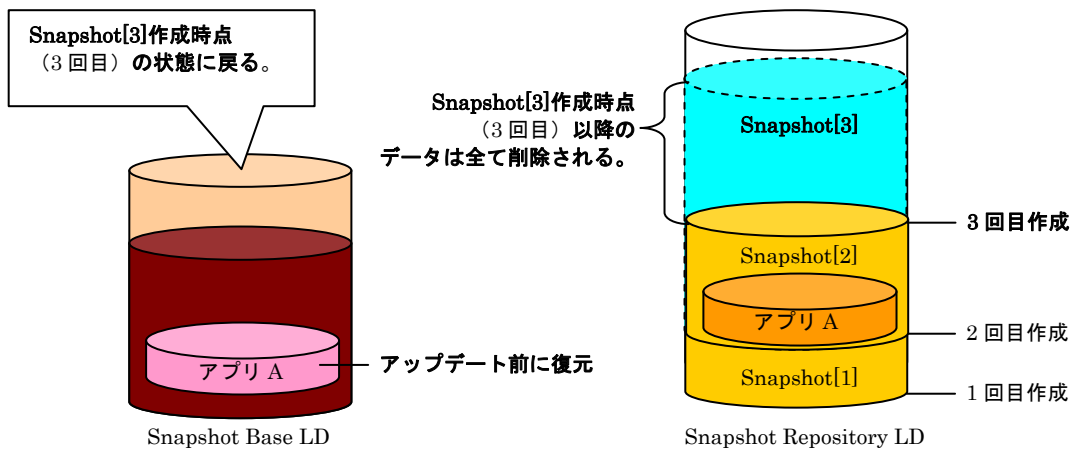 Snapshot[3]作成時点
（3 回目）の状態に戻る。
Snapshot[3]作成時点
（3 回目）以降の
データは全て削除される。
Snapshot[3]
3 回目作成
Snapshot[2]
アプリ A
2 回目作成
アップデート前に復元
アプリ A
Snapshot[1]
1 回目作成
Snapshot Base LD
Snapshot Repository LD